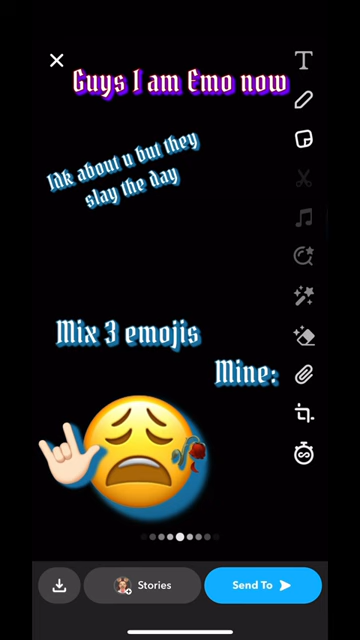 Guys I am Emo now
Idk about u but they
slay the day
Mix 3 emojis
Mine:
Stories
Send To